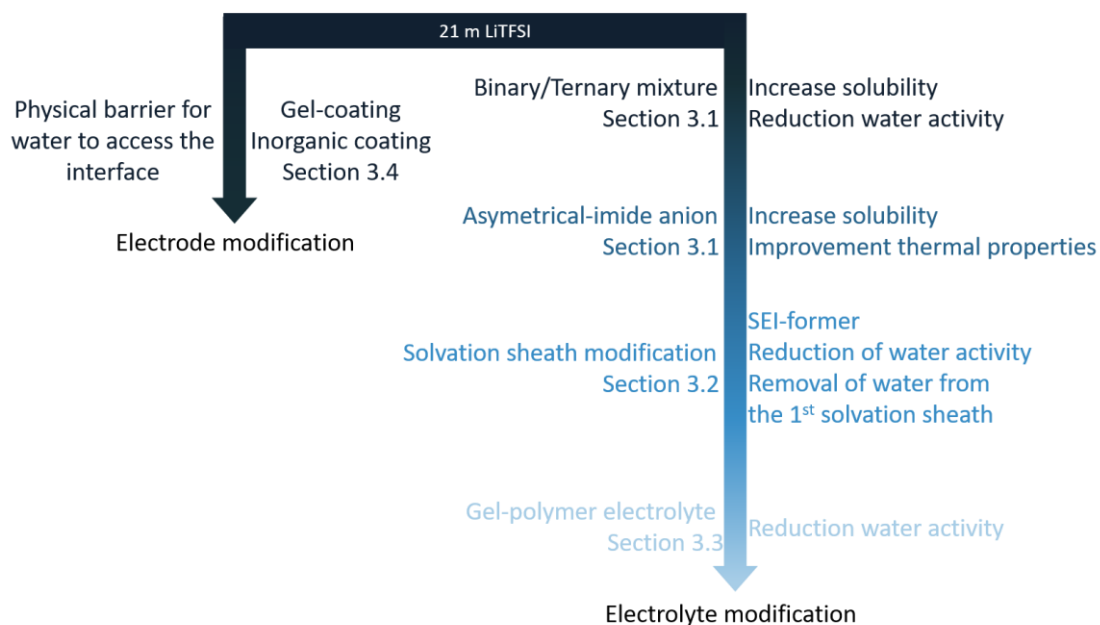 21 m LiTFSI
Physical barrier for
water to access the
interface
Gel-coating
Inorganic coating
Section 3.4
Electrode modification
Binary/Ternary mixture
Section 3.1
Increase solubility
Reduction water activity
Asymetrical-imide anion
Section 3.1
Increase solubility
Improvement thermal properties
Solvation sheath modification
Section 3.2
SEI-former
Reduction of water activity
Removal of water from
the 1st solvation sheath
Gel-polymer electrolyte
Section 3.3
Reduction water activity
Electrolyte modification